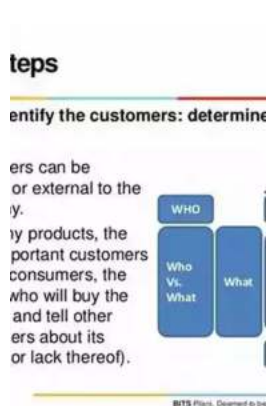 teps
entify the customers: determine
ers can be
or external to the
y.
ny products, the
portant customers
consumers, the
who will buy the
and tell other
ers about its
or lack thereof).
WHO
Who
Vs.
What
What
BITS Pilani, Deemed to be